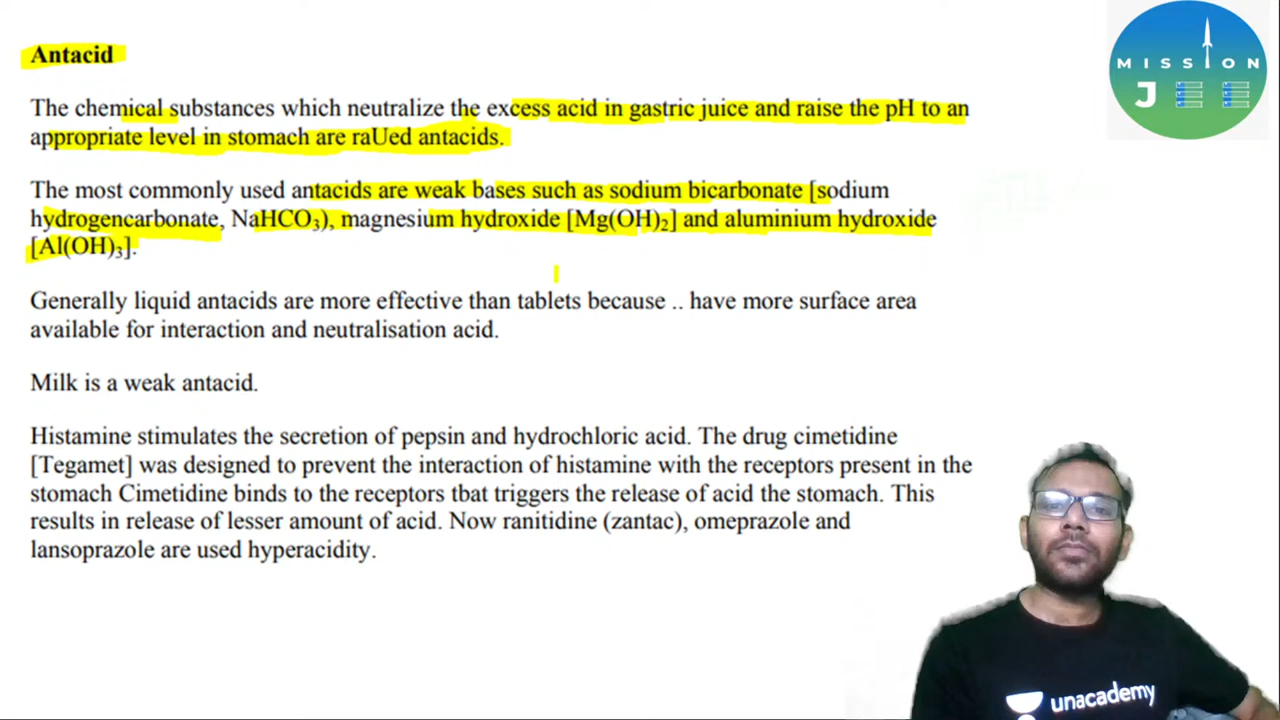 MISSION
JEE
Antacid
The chemical substances which neutralize the excess acid in gastric juice and raise the pH to an
appropriate level in stomach are raUed antacids.
The most commonly used antacids are weak bases such as sodium bicarbonate [sodium
hydrogencarbonate, NaHCO₃), magnesium hydroxide [Mg(OH)₂] and aluminium hydroxide
[Al(OH)₃].
Generally liquid antacids are more effective than tablets because .. have more surface area
available for interaction and neutralisation acid.
Milk is a weak antacid.
Histamine stimulates the secretion of pepsin and hydrochloric acid. The drug cimetidine
[Tegamet] was designed to prevent the interaction of histamine with the receptors present in the
stomach Cimetidine binds to the receptors tbat triggers the release of acid the stomach. This
results in release of lesser amount of acid. Now ranitidine (zantac), omeprazole and
lansoprazole are used hyperacidity.
unacademy